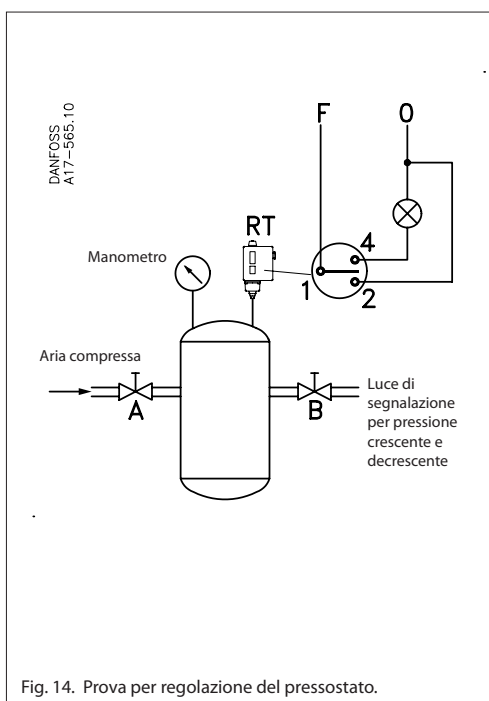 DANFOSS
A17-565.10
F
O
RT
4
1
2
Manometro
Aria compressa
A
B
Luce di
segnalazione
per pressione
crescente e
decrescente
Fig. 14. Prova per regolazione del pressostato.